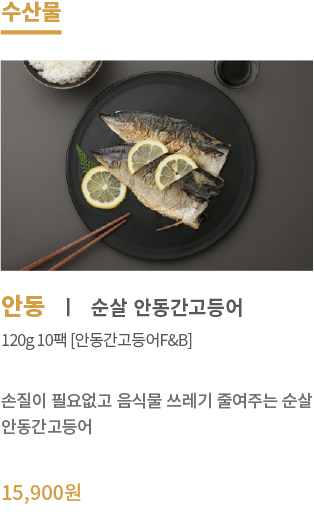 수산물
안동 ㅣ 순살 안동간고등어
120g 10팩 [안동간고등어F&B]
손질이 필요없고 음식물 쓰레기 줄여주는 순살
안동간고등어
15,900원